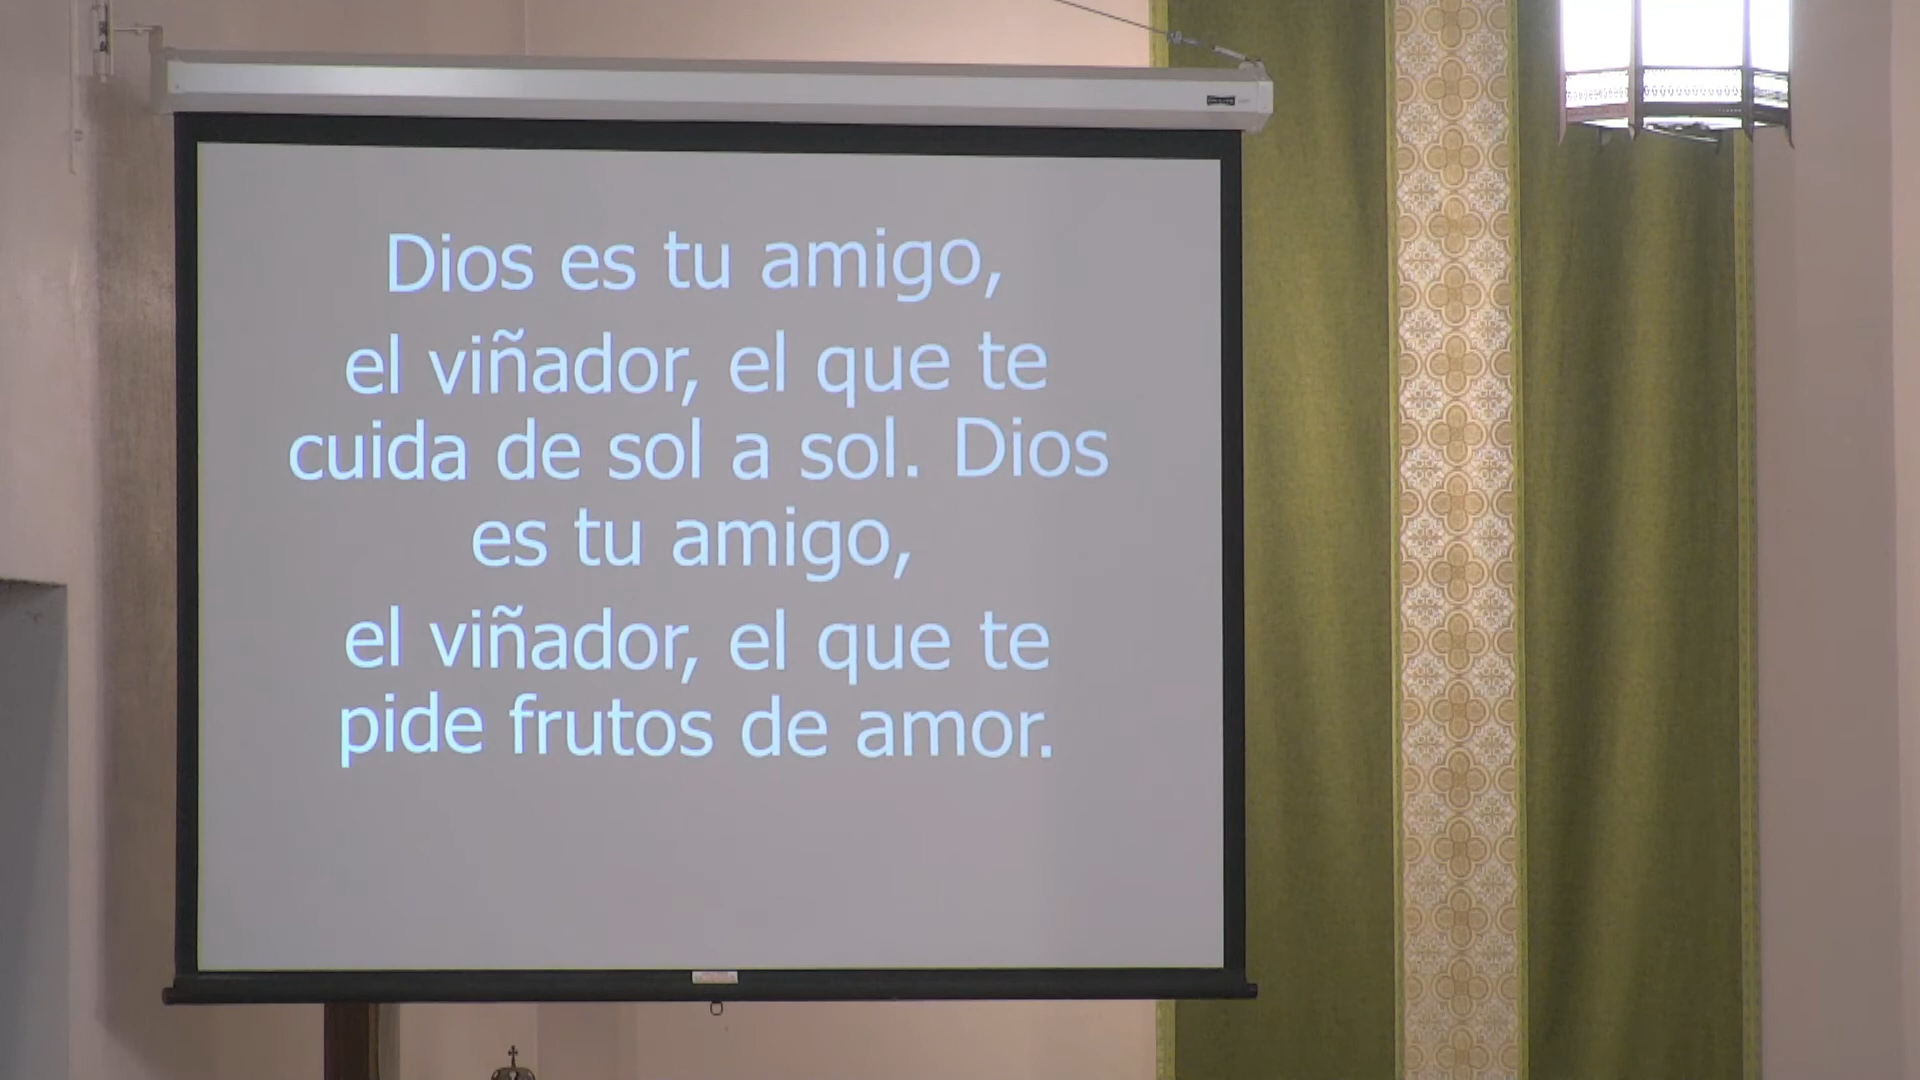 Dios es tu amigo,
el viñador, el que te
cuida de sol a sol. Dios
es tu amigo,
el viñador, el que te
pide frutos de amor.